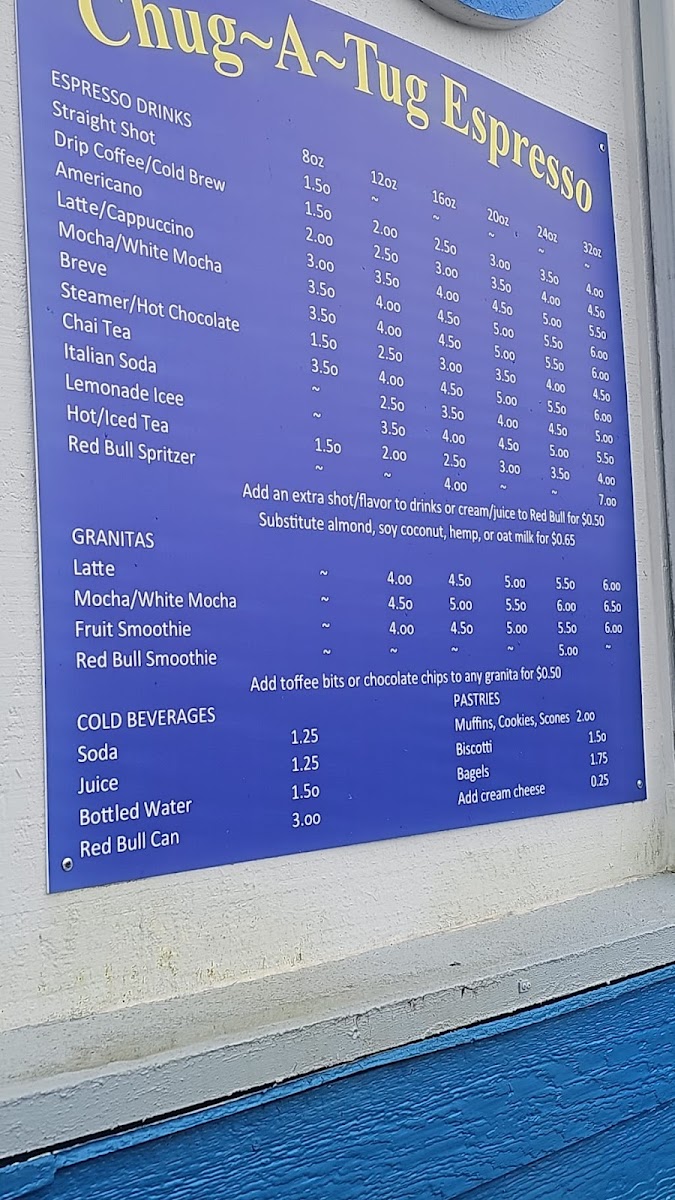 Chug~A~Tug Espresso
ESPRESSO DRINKS 8oz 12oz 16oz 20oz 24oz 32oz
Straight Shot 1.50 ~ ~ ~ ~ ~
Drip Coffee/Cold Brew 1.50 2.00 2.50 3.00 3.50 4.00
Americano 2.00 2.50 3.00 3.50 4.00 4.50
Latte/Cappuccino 3.00 3.50 4.00 4.50 5.00 5.50
Mocha/White Mocha 3.50 4.00 4.50 5.00 5.50 6.00
Breve 3.50 4.00 4.50 5.00 5.50 6.00
Steamer/Hot Chocolate 1.50 2.50 3.00 3.50 4.00 4.50
Chai Tea 3.50 4.00 4.50 5.00 5.50 6.00
Italian Soda ~ 2.50 3.50 4.00 4.50 5.00
Lemonade Icee ~ 3.50 4.00 4.50 5.00 5.50
Hot/Iced Tea 1.50 2.00 2.50 3.00 3.50 4.00
Red Bull Spritzer ~ ~ 4.00 ~ ~ 7.00
Add an extra shot/flavor to drinks or cream/juice to Red Bull for $0.50
Substitute almond, soy coconut, hemp, or oat milk for $0.65
GRANITAS
Latte ~ 4.00 4.50 5.00 5.50 6.00
Mocha/White Mocha ~ 4.50 5.00 5.50 6.00 6.50
Fruit Smoothie ~ 4.00 4.50 5.00 5.50 6.00
Red Bull Smoothie ~ ~ ~ ~ 5.00 ~
Add toffee bits or chocolate chips to any granita for $0.50
COLD BEVERAGES
Soda 1.25
Juice 1.25
Bottled Water 1.50
Red Bull Can 3.00
PASTRIES
Muffins, Cookies, Scones 2.00
Biscotti 1.50
Bagels 1.75
Add cream cheese 0.25